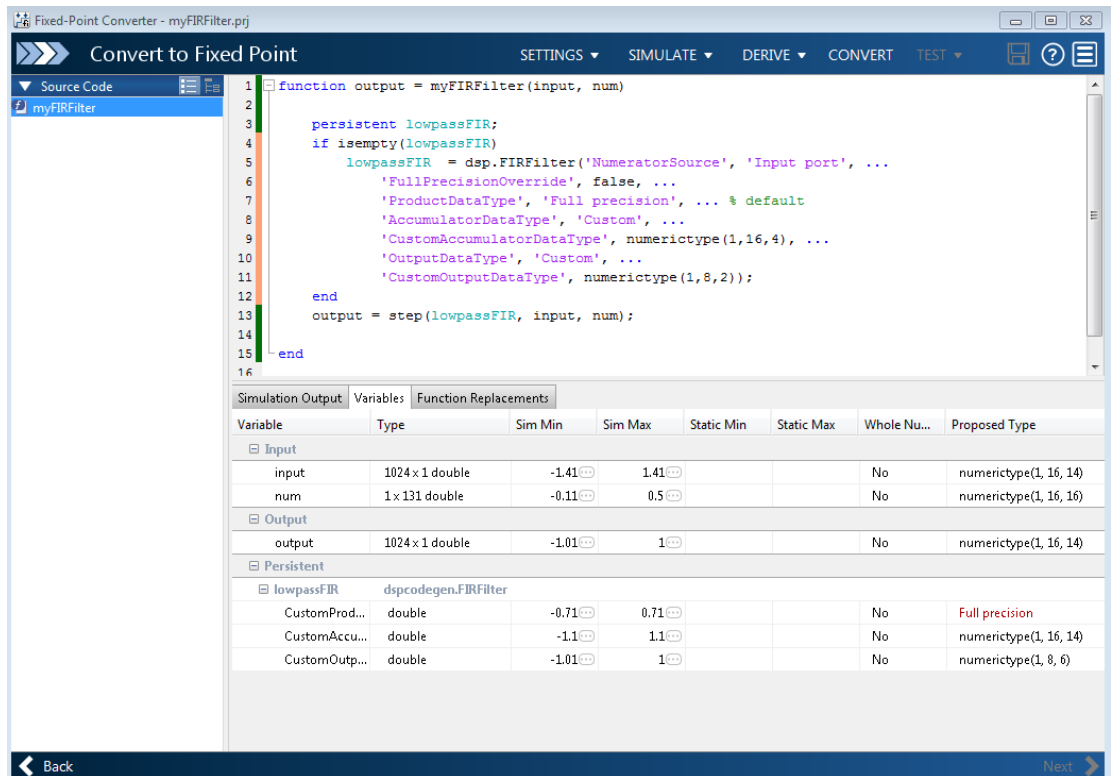 Fixed-Point Converter - myFIRFilter.prj
Convert to Fixed Point SETTINGS SIMULATE DERIVE CONVERT TEST
Source Code
myFIRFilter
1 function output = myFIRFilter(input, num)
2
3 persistent lowpassFIR;
4 if isempty(lowpassFIR)
5 lowpassFIR = dsp.FIRFilter('NumeratorSource', 'Input port', ...
6 'FullPrecisionOverride', false, ...
7 'ProductDataType', 'Full precision', ... % default
8 'AccumulatorDataType', 'Custom', ...
9 'CustomAccumulatorDataType', numerictype(1,16,4), ...
10 'OutputDataType', 'Custom', ...
11 'CustomOutputDataType', numerictype(1,8,2));
12 end
13 output = step(lowpassFIR, input, num);
14
15 end
16
Simulation Output Variables Function Replacements
Variable Type Sim Min Sim Max Static Min Static Max Whole Nu... Proposed Type
Input
input 1024 x 1 double -1.41 1.41 No numerictype(1, 16, 14)
num 1 x 131 double -0.11 0.5 No numerictype(1, 16, 16)
Output
output 1024 x 1 double -1.01 1 No numerictype(1, 16, 14)
Persistent
lowpassFIR dspcodegen.FIRFilter
CustomProd... double -0.71 0.71 No Full precision
CustomAccu... double -1.1 1.1 No numerictype(1, 16, 14)
CustomOutp... double -1.01 1 No numerictype(1, 8, 6)
Back Next